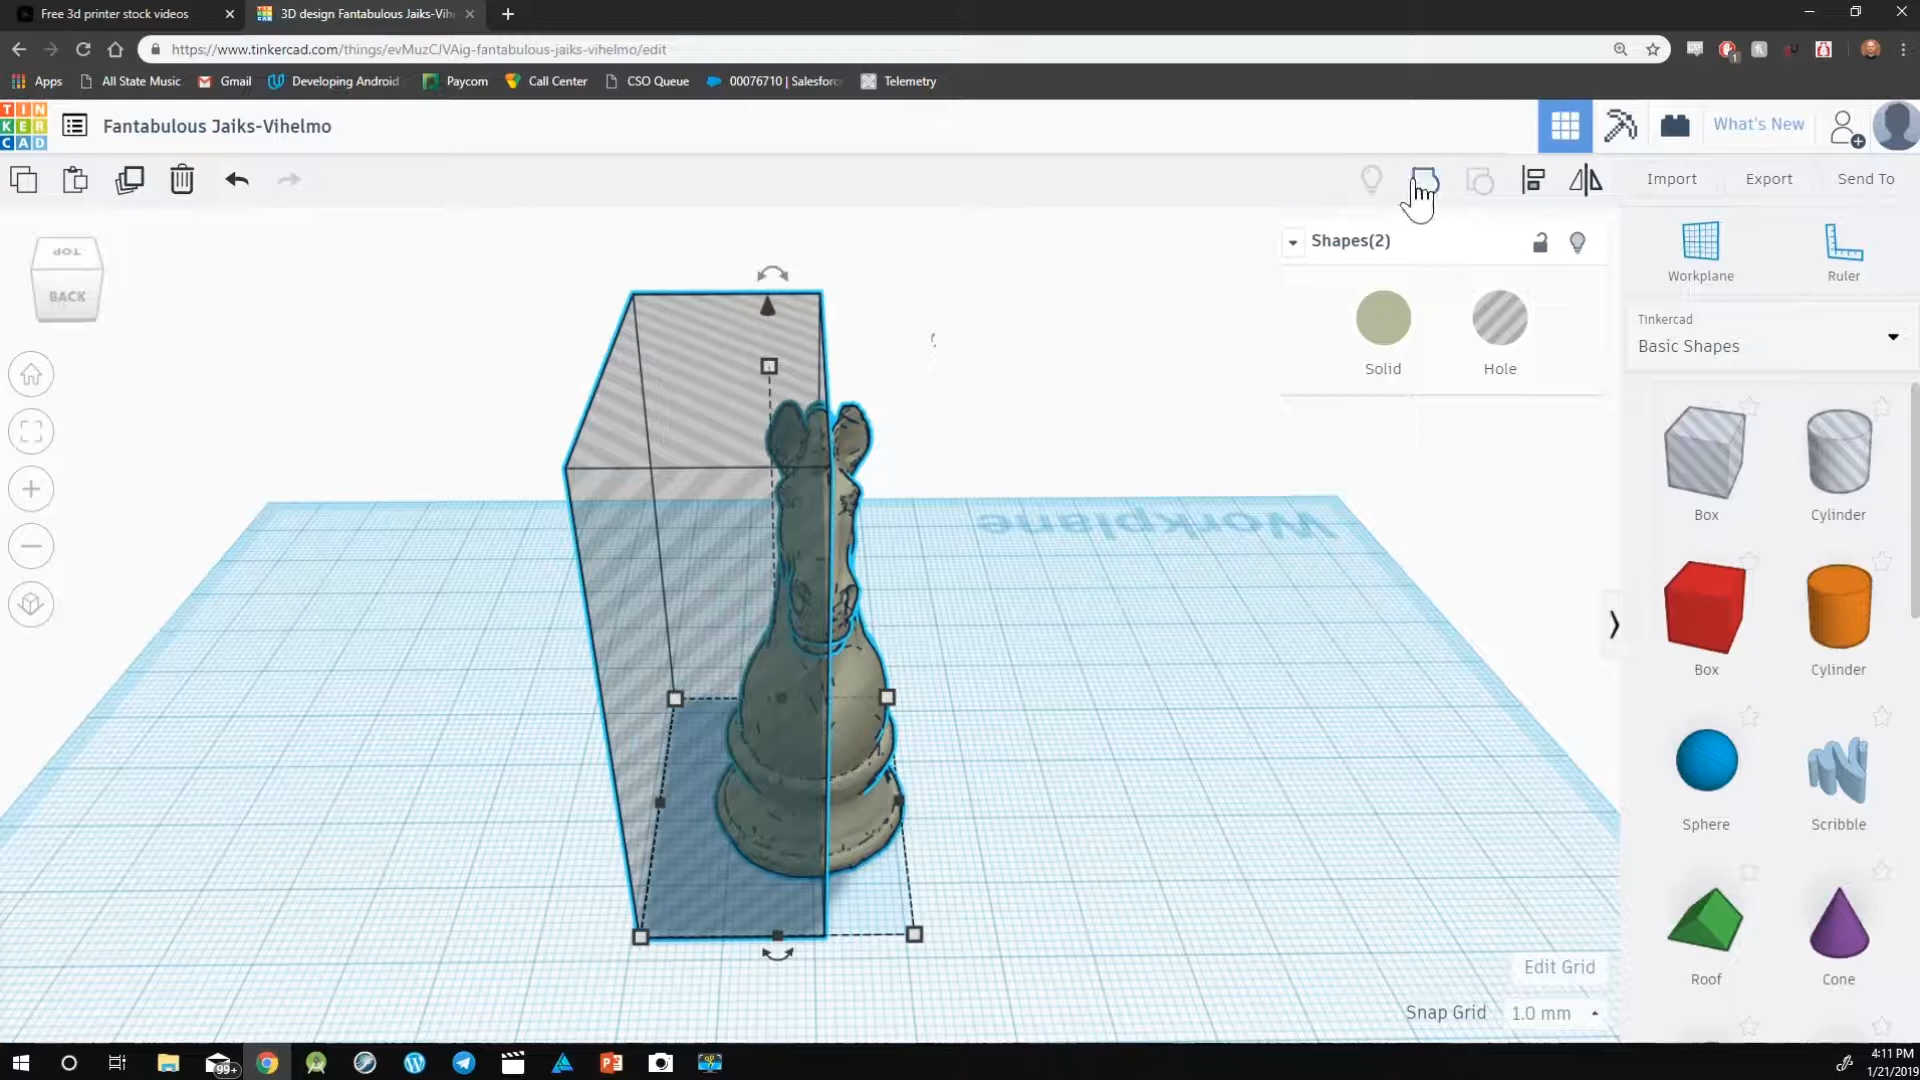 Free 3d printer stock videos
3D design Fantabulous Jaiks-Vih
https://www.tinkercad.com/things/evMuzCJVAig-fantabulous-jaiks-vihelmo/edit
Apps
All State Music
Gmail
Developing Android
Paycom
Call Center
CSO Queue
00076710 | Salesforc
Telemetry
TIN
KER
CAD
Fantabulous Jaiks-Vihelmo
What's New
Import
Export
Send To
TOP
BACK
Shapes(2)
Solid
Hole
Workplane
Ruler
Tinkercad
Basic Shapes
Workplane
Box
Cylinder
Box
Cylinder
Sphere
Scribble
Roof
Cone
Edit Grid
Snap Grid
1.0 mm
99+
4:11 PM
1/21/2019